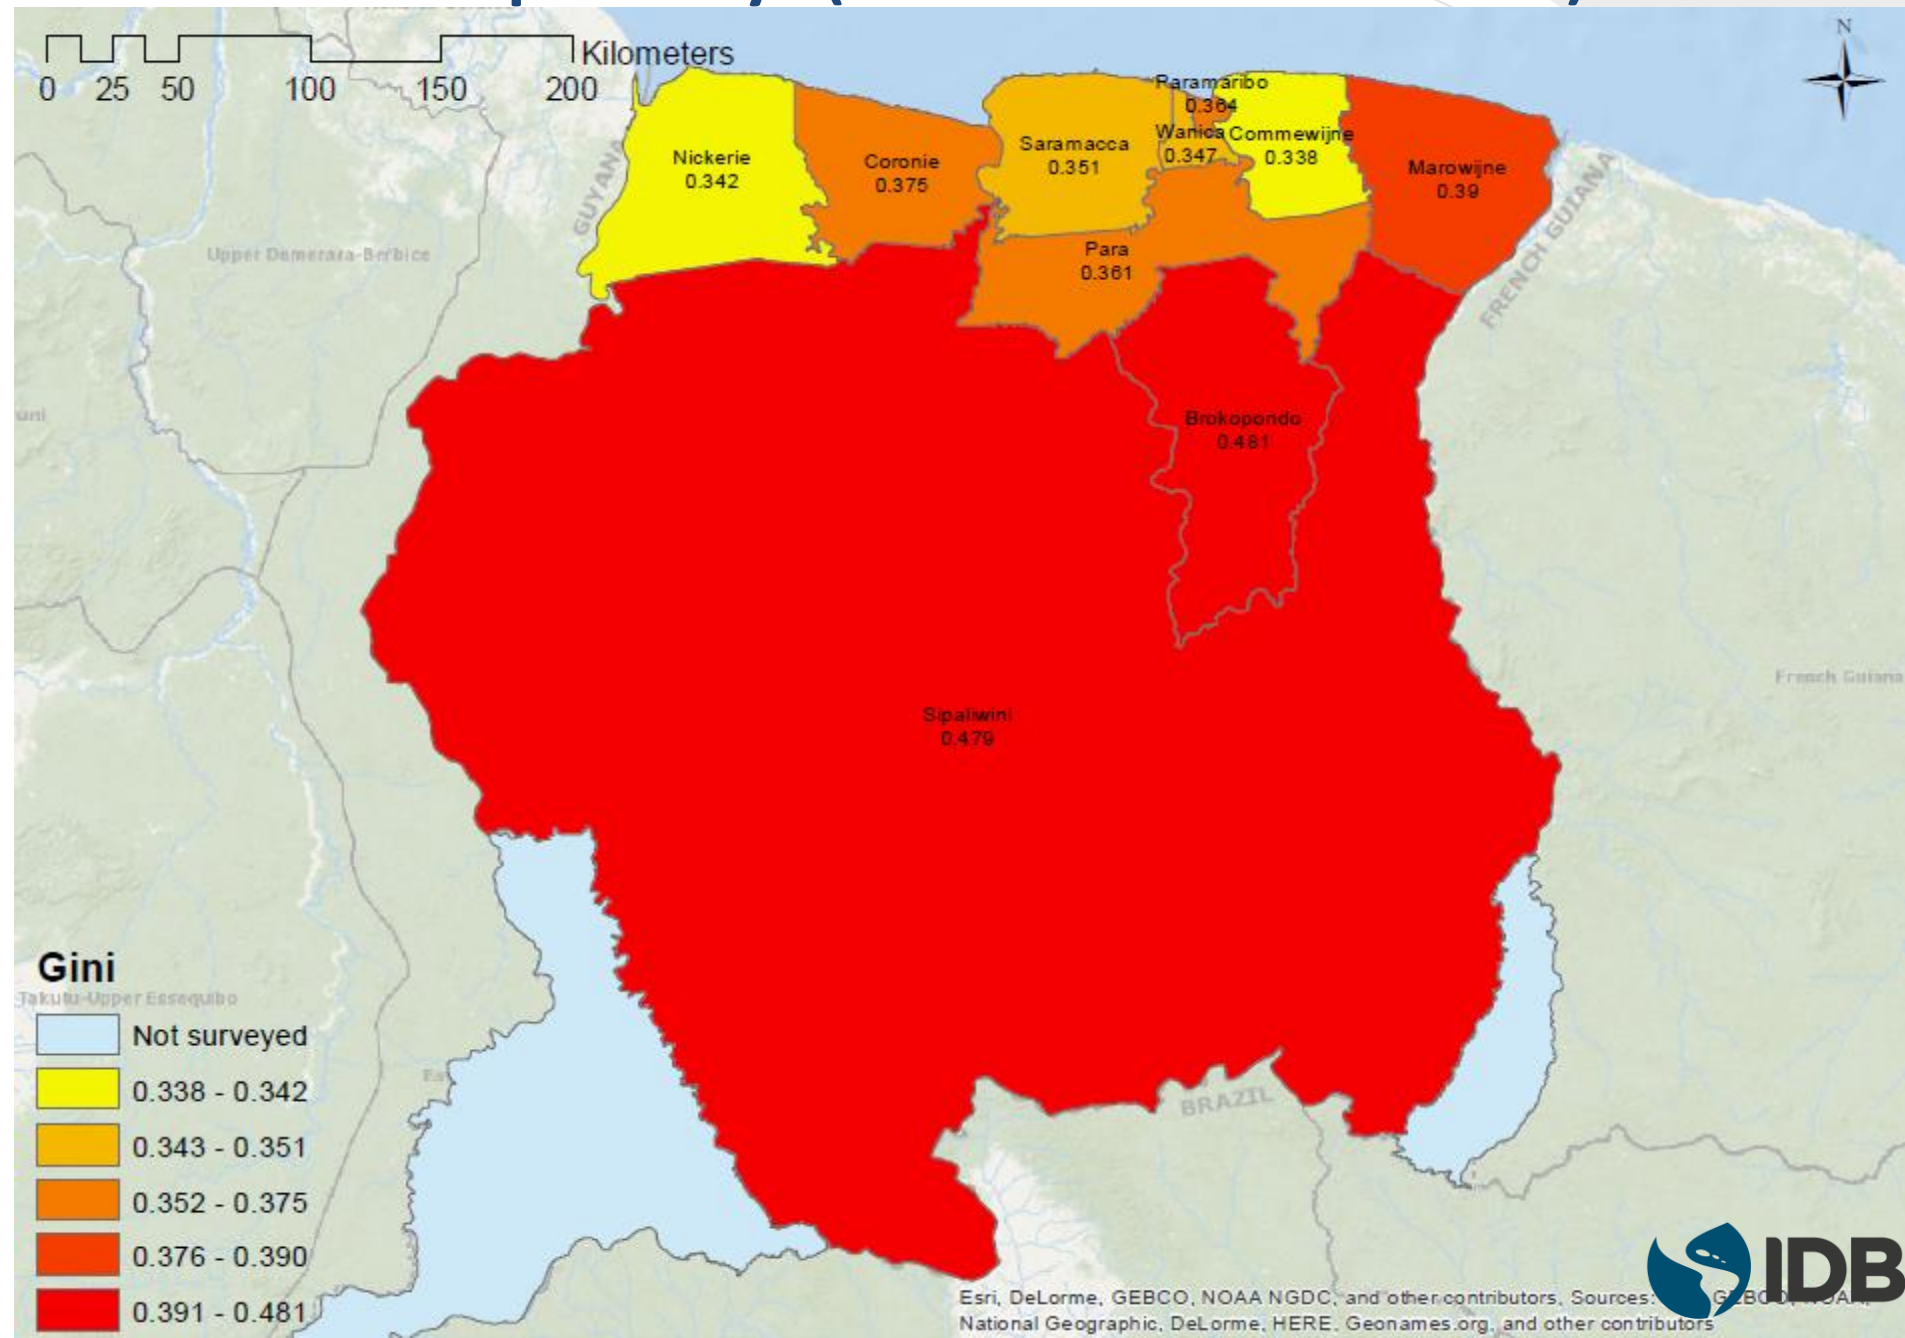 Kilometers
0 25 50 100 150 200
N
Nickerie
0.342
Coronie
0.375
Saramacca
0.351
Paramaribo
0.364
Wanica
0.347
Commewijne
0.338
Marowijne
0.39
Para
0.361
Brokopondo
0.481
Sipaliwini
0.479
GUYANA
FRENCH GUIANA
Upper Demerara-Berbice
French Guiana
BRAZIL
Gini
Takutu-Upper Essequibo
Not surveyed
0.338 - 0.342
0.343 - 0.351
0.352 - 0.375
0.376 - 0.390
0.391 - 0.481
IDB
Esri, DeLorme, GEBCO, NOAA NGDC, and other contributors, Sources: GEBCO, NOAA,
National Geographic, DeLorme, HERE, Geonames.org, and other contributors